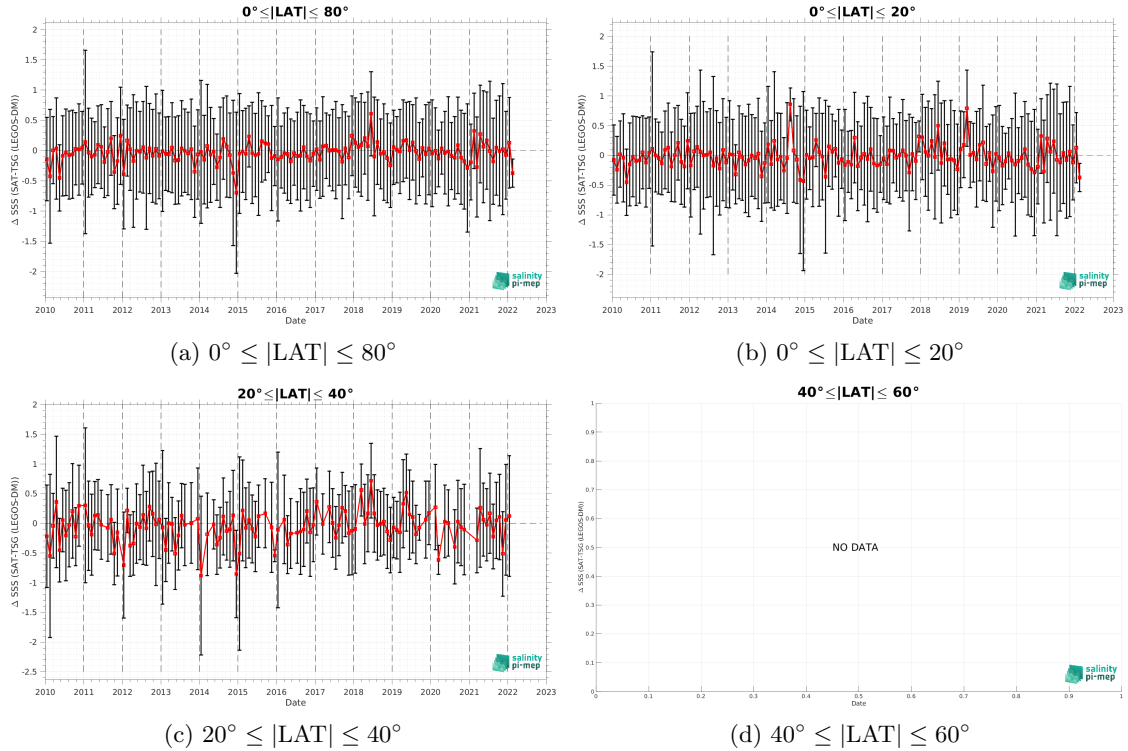 0°≤|LAT|≤ 80°
Δ SSS (SAT-TSG (LEGOS-DM))
2
1.5
1
0.5
0
-0.5
-1
-1.5
-2
2010 2011 2012 2013 2014 2015 2016 2017 2018 2019 2020 2021 2022 2023
Date
salinity
pi-mep
(a) 0° ≤ |LAT| ≤ 80°
0°≤|LAT|≤ 20°
Δ SSS (SAT-TSG (LEGOS-DM))
2
1.5
1
0.5
0
-0.5
-1
-1.5
-2
2010 2011 2012 2013 2014 2015 2016 2017 2018 2019 2020 2021 2022 2023
Date
salinity
pi-mep
(b) 0° ≤ |LAT| ≤ 20°
20°≤|LAT|≤ 40°
Δ SSS (SAT-TSG (LEGOS-DM))
2
1.5
1
0.5
0
-0.5
-1
-1.5
-2
-2.5
2010 2011 2012 2013 2014 2015 2016 2017 2018 2019 2020 2021 2022 2023
Date
salinity
pi-mep
(c) 20° ≤ |LAT| ≤ 40°
40°≤|LAT|≤ 60°
Δ SSS (SAT-TSG (LEGOS-DM))
1
0.9
0.8
0.7
0.6
0.5
0.4
0.3
0.2
0.1
0
NO DATA
0 0.1 0.2 0.3 0.4 0.5 0.6 0.7 0.8 0.9 1
Date
salinity
pi-mep
(d) 40° ≤ |LAT| ≤ 60°